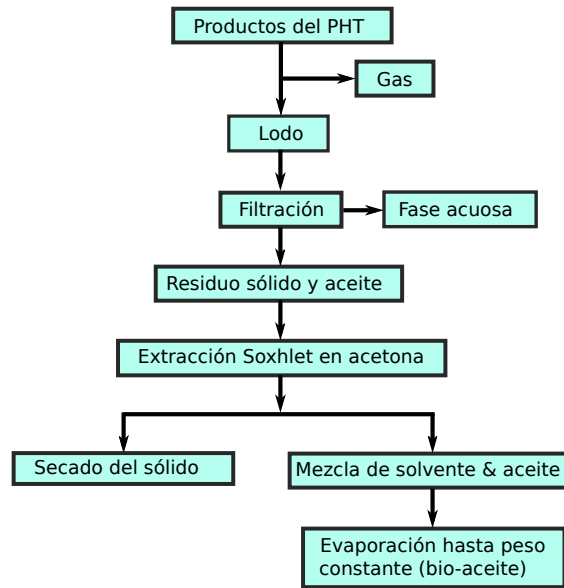 Productos del PHT
Gas
Lodo
Filtración
Fase acuosa
Residuo sólido y aceite
Extracción Soxhlet en acetona
Secado del sólido
Mezcla de solvente & aceite
Evaporación hasta peso
constante (bio-aceite)